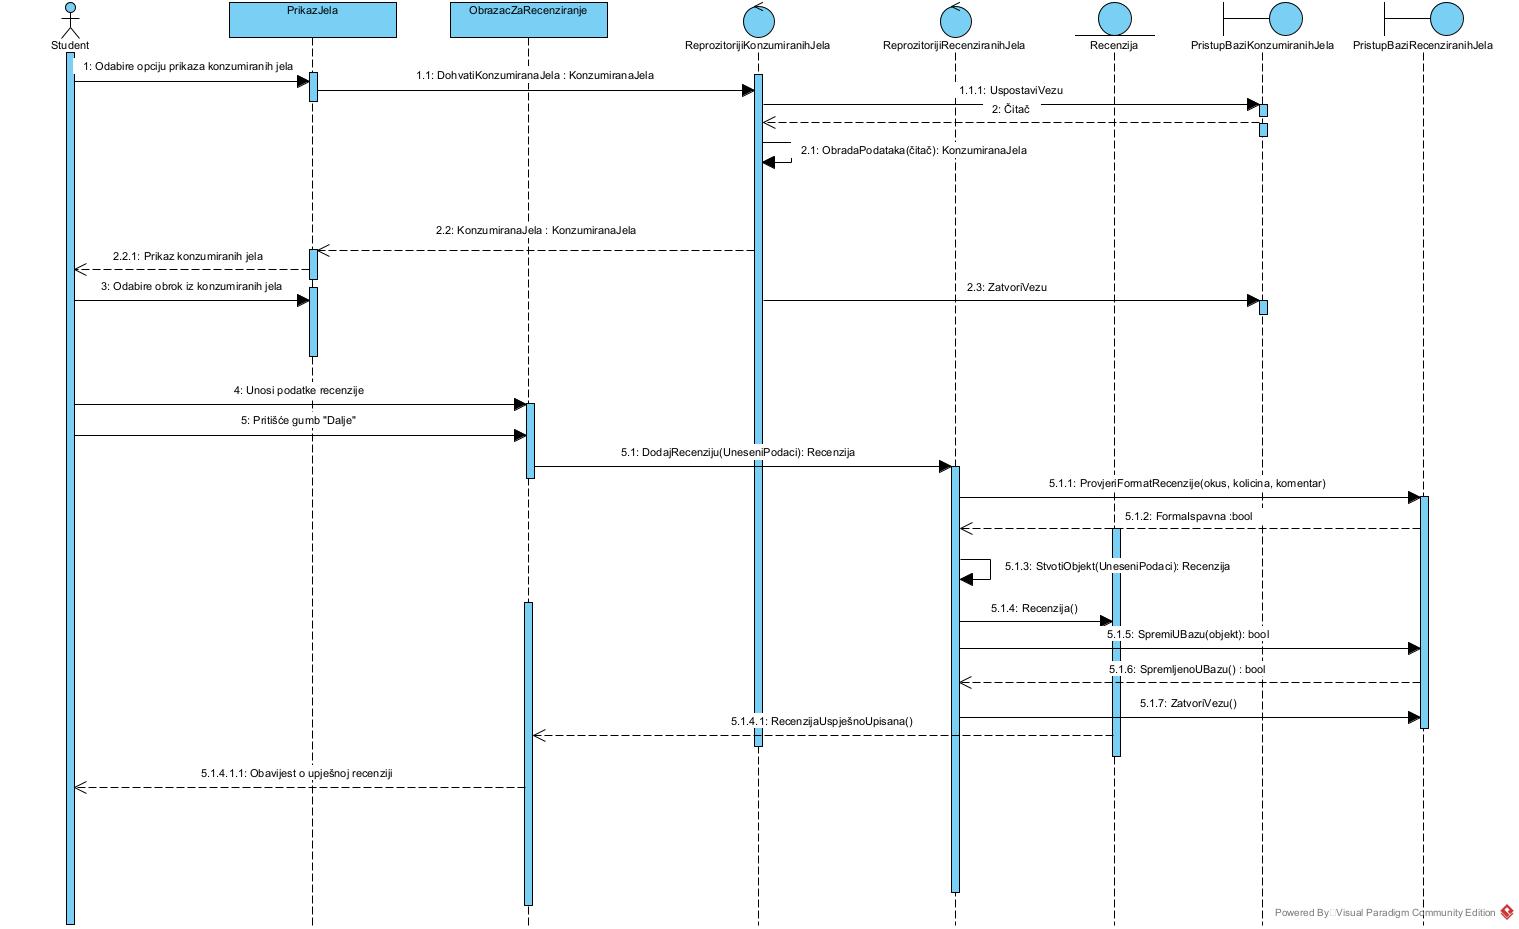 PrikazJela
ObrazacZaRecenziranje
Student
ReprozitorijiKonzumiranihJela
ReprozitorijiRecenziranihJela
Recenzija
PristupBaziKonzumiranihJela
PristupBaziRecenziranihJela
1: Odabire opciju prikaza konzumiranih jela
1.1: DohvatiKonzumiranaJela : KonzumiranaJela
1.1.1: UspostaviVezu
2: Čitač
2.1: ObradaPodataka(čitač): KonzumiranaJela
2.2: KonzumiranaJela : KonzumiranaJela
2.2.1: Prikaz konzumiranih jela
3: Odabire obrok iz konzumiranih jela
2.3: ZatvoriVezu
4: Unosi podatke recenzije
5: Pritišće gumb "Dalje"
5.1: DodajRecenziju(UneseniPodaci): Recenzija
5.1.1: ProvjeriFormatRecenzije(okus, kolicina, komentar)
5.1.2: FormaIspavna :bool
5.1.3: StvotiObjekt(UneseniPodaci): Recenzija
5.1.4: Recenzija()
5.1.5: SpremiUBazu(objekt): bool
5.1.6: SpremljenoUBazu() : bool
5.1.7: ZatvoriVezu()
5.1.4.1: RecenzijaUspješnoUpisana()
5.1.4.1.1: Obavijest o upješnoj recenziji
Powered By Visual Paradigm Community Edition